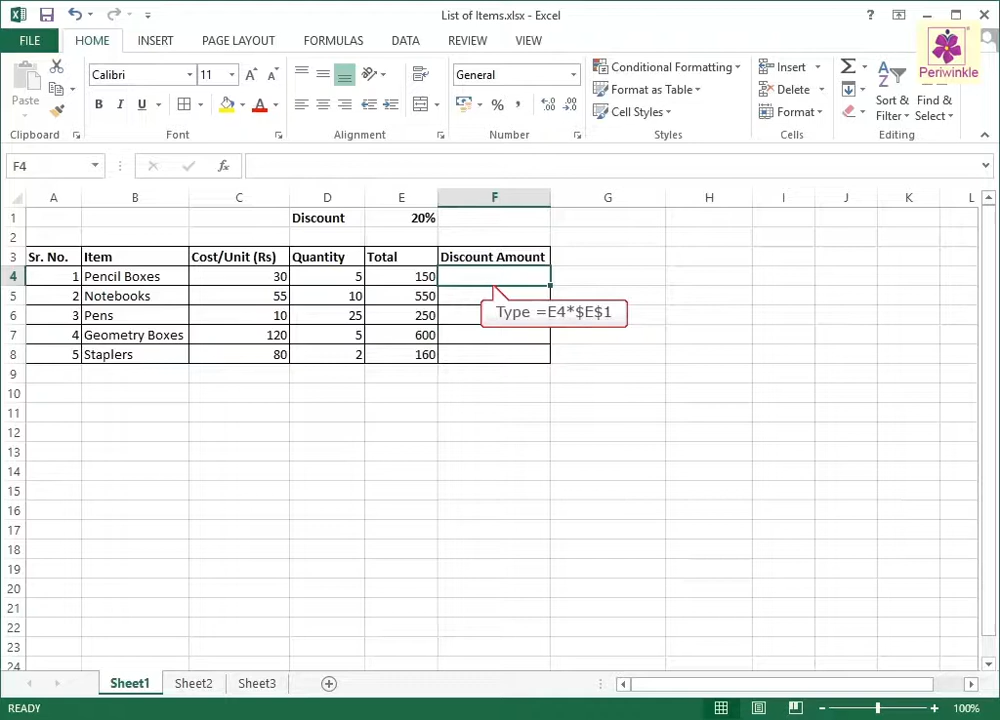 List of Items.xlsx - Excel
?
FILE HOME INSERT PAGE LAYOUT FORMULAS DATA REVIEW VIEW
Periwinkle
Paste
Clipboard
Calibri 11
B I U
Font
Alignment
General
% ,
Number
Conditional Formatting
Format as Table
Cell Styles
Styles
Insert
Delete
Format
Cells
Sort & Filter
Find & Select
Editing
F4
fx
A B C D E F G H I J K L
1 Discount 20%
2
3 Sr. No. Item Cost/Unit (Rs) Quantity Total Discount Amount
4 1 Pencil Boxes 30 5 150
5 2 Notebooks 55 10 550
Type =E4*$E$1
6 3 Pens 10 25 250
7 4 Geometry Boxes 120 5 600
8 5 Staplers 80 2 160
9
10
11
12
13
14
15
16
17
18
19
20
21
22
23
24
Sheet1 Sheet2 Sheet3
READY 100%